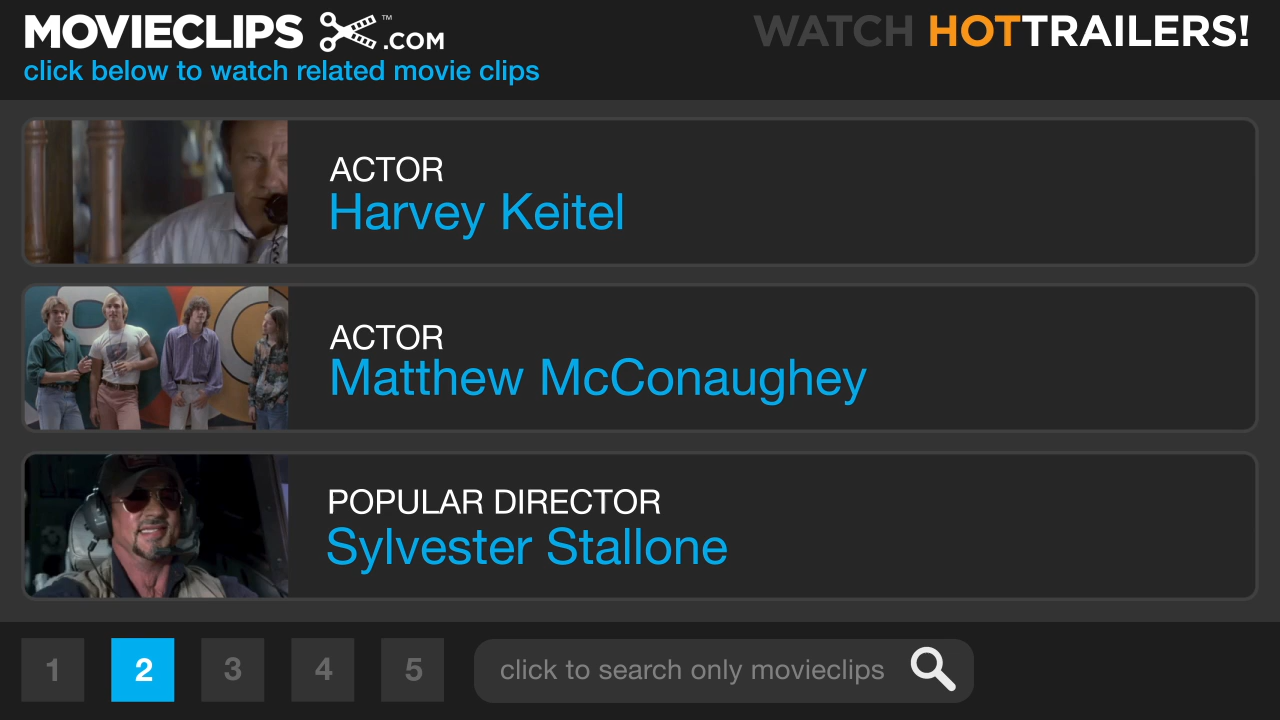 MOVIECLIPS ™ .COM
WATCH HOTTRAILERS!
click below to watch related movie clips
ACTOR
Harvey Keitel
ACTOR
Matthew McConaughey
POPULAR DIRECTOR
Sylvester Stallone
1 2 3 4 5
click to search only movieclips